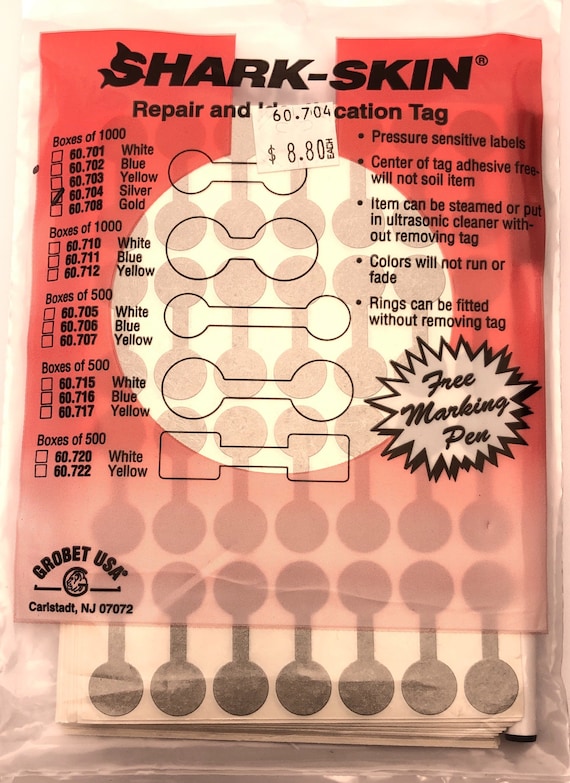 SHARK-SKIN®
Repair and cation Tag
60.704
$ 8.80 EACH
Boxes of 1000
60.701 White
60.702 Blue
60.703 Yellow
60.704 Silver
60.708 Gold
Boxes of 1000
60.710 White
60.711 Blue
60.712 Yellow
Boxes of 500
60.705 White
60.706 Blue
60.707 Yellow
Boxes of 500
60.715 White
60.716 Blue
60.717 Yellow
Boxes of 500
60.720 White
60.722 Yellow
• Pressure sensitive labels
• Center of tag adhesive free-
will not soil item
• Item can be steamed or put
in ultrasonic cleaner with-
out removing tag
• Colors will not run or
fade
• Rings can be fitted
without removing tag
Free
Marking
Pen
GROBET USA®
Carlstadt, NJ 07072